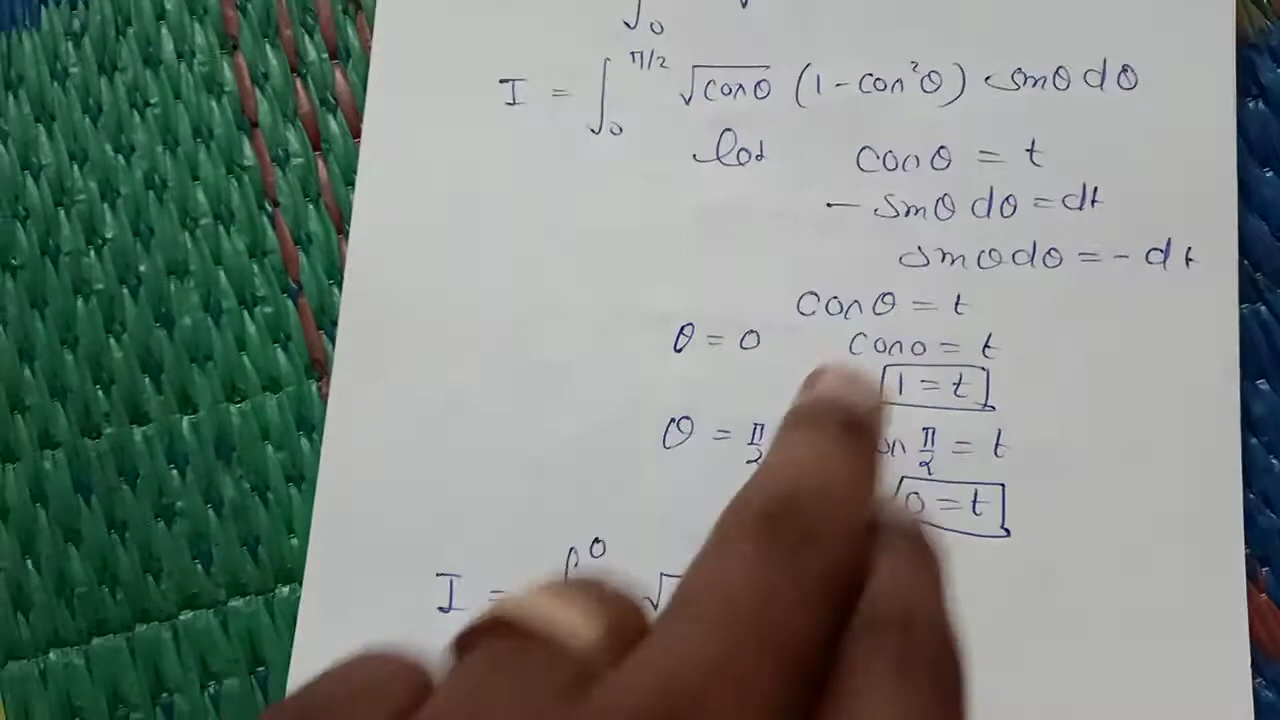 ∫₀ √
I = ∫₀^π/2 √cosθ (1 - cos²θ) sinθ dθ
let cosθ = t
- sinθ dθ = dt
sinθ dθ = - dt
cosθ = t
θ = 0 cos0 = t
1 = t
θ = π/2 π/2 = t
0 = t
I = ∫⁰ √